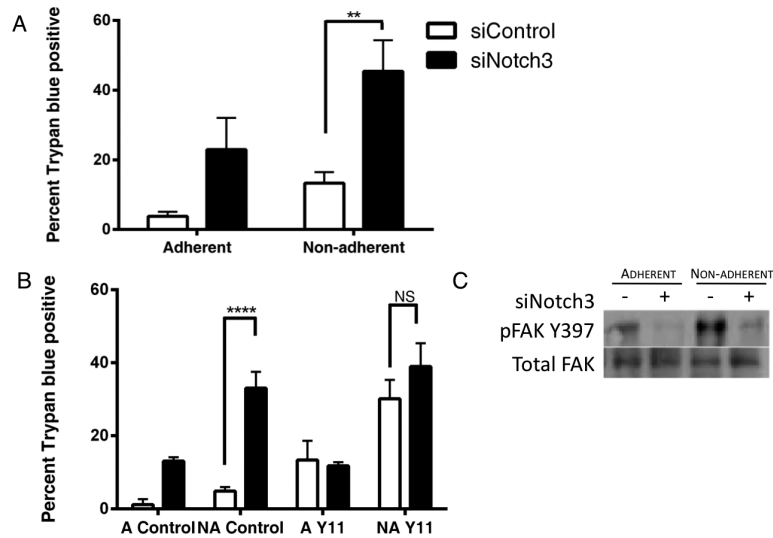 A
Percent Trypan blue positive
60
40
20
0
**
siControl
siNotch3
Adherent
Non-adherent
B
Percent Trypan blue positive
60
40
20
0
****
NS
A Control
NA Control
A Y11
NA Y11
C
ADHERENT
NON-ADHERENT
siNotch3
- + - +
pFAK Y397
Total FAK